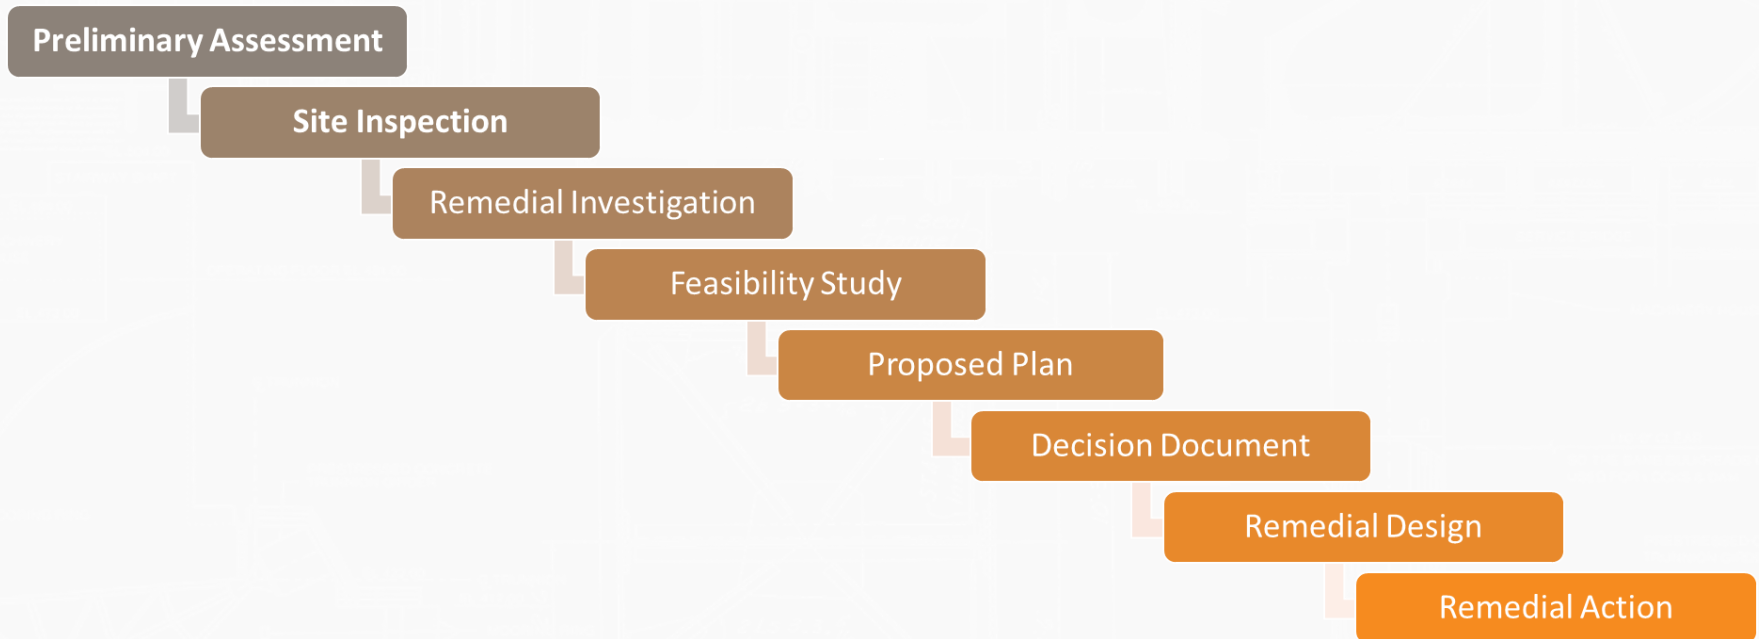 Preliminary Assessment
Site Inspection
Remedial Investigation
Feasibility Study
Proposed Plan
Decision Document
Remedial Design
Remedial Action